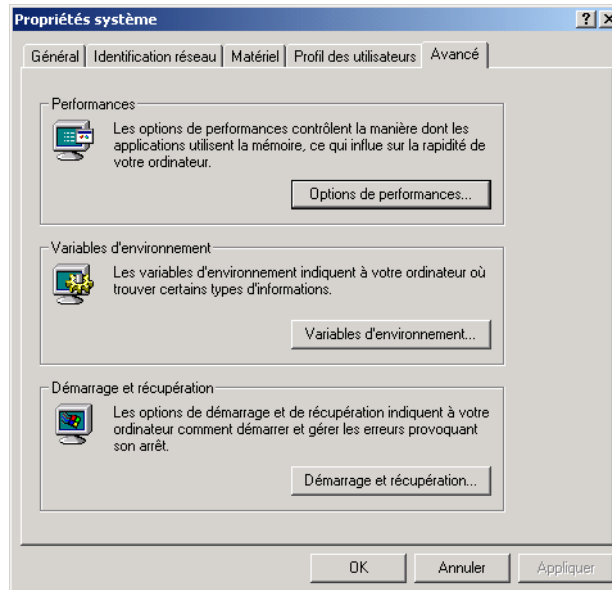 Propriétés système
Général
Identification réseau
Matériel
Profil des utilisateurs
Avancé
Performances
Les options de performances contrôlent la manière dont les
applications utilisent la mémoire, ce qui influe sur la rapidité de
votre ordinateur.
Options de performances...
Variables d'environnement
Les variables d'environnement indiquent à votre ordinateur où
trouver certains types d'informations.
Variables d'environnement...
Démarrage et récupération
Les options de démarrage et de récupération indiquent à votre
ordinateur comment démarrer et gérer les erreurs provoquant
son arrêt.
Démarrage et récupération...
OK
Annuler
Appliquer